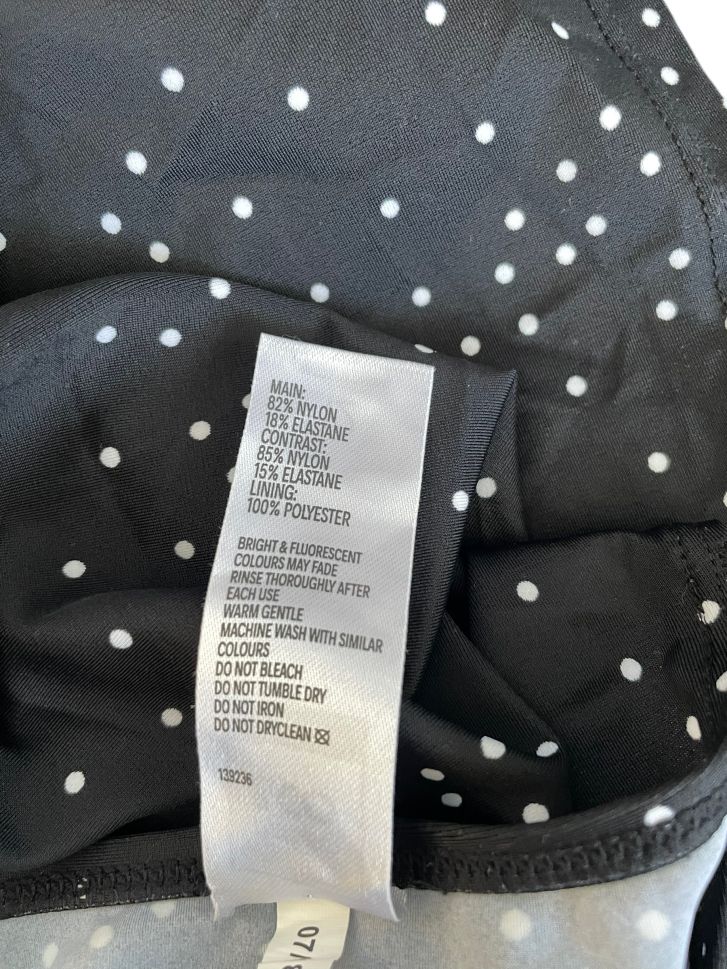 MAIN:
82% NYLON
18% ELASTANE
CONTRAST:
85% NYLON
15% ELASTANE
LINING:
100% POLYESTER
BRIGHT & FLUORESCENT
COLOURS MAY FADE
RINSE THOROUGHLY AFTER
EACH USE
WARM GENTLE
MACHINE WASH WITH SIMILAR
COLOURS
DO NOT BLEACH
DO NOT TUMBLE DRY
DO NOT IRON
DO NOT DRYCLEAN
139236